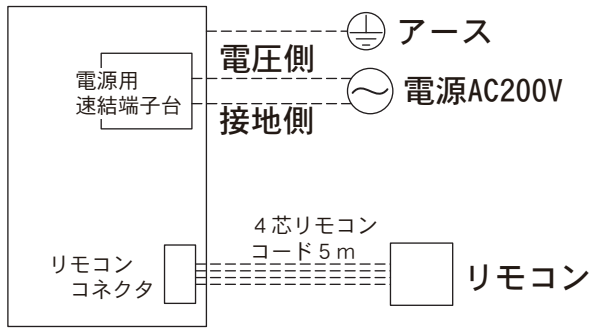 アース
電圧側
電源用
速結端子台
電源AC200V
接地側
4芯リモコン
コード5m
リモコン
コネクタ
リモコン